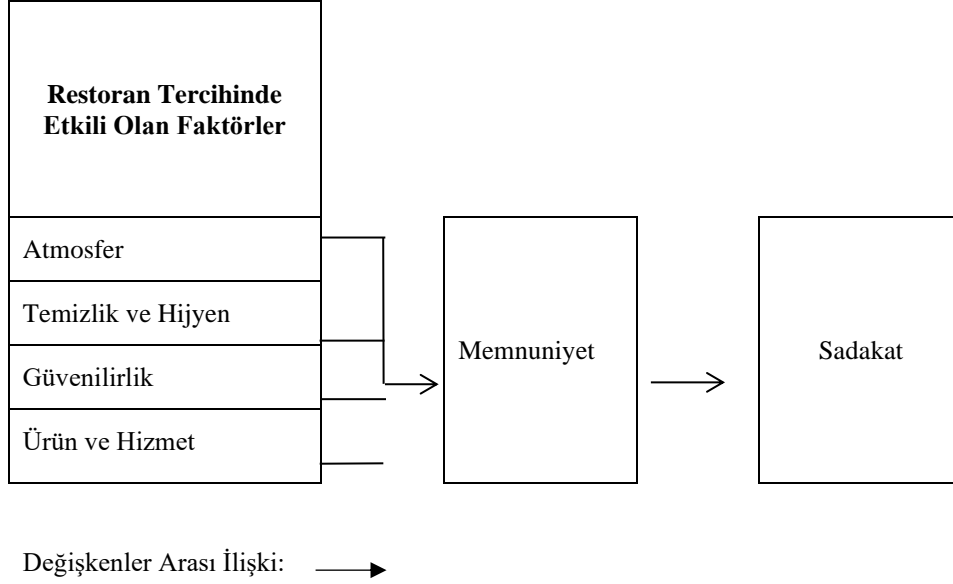 Restoran Tercihinde
Etkili Olan Faktörler
Atmosfer
Temizlik ve Hijyen
Güvenilirlik
Ürün ve Hizmet
Memnuniyet
Sadakat
Değişkenler Arası İlişki: